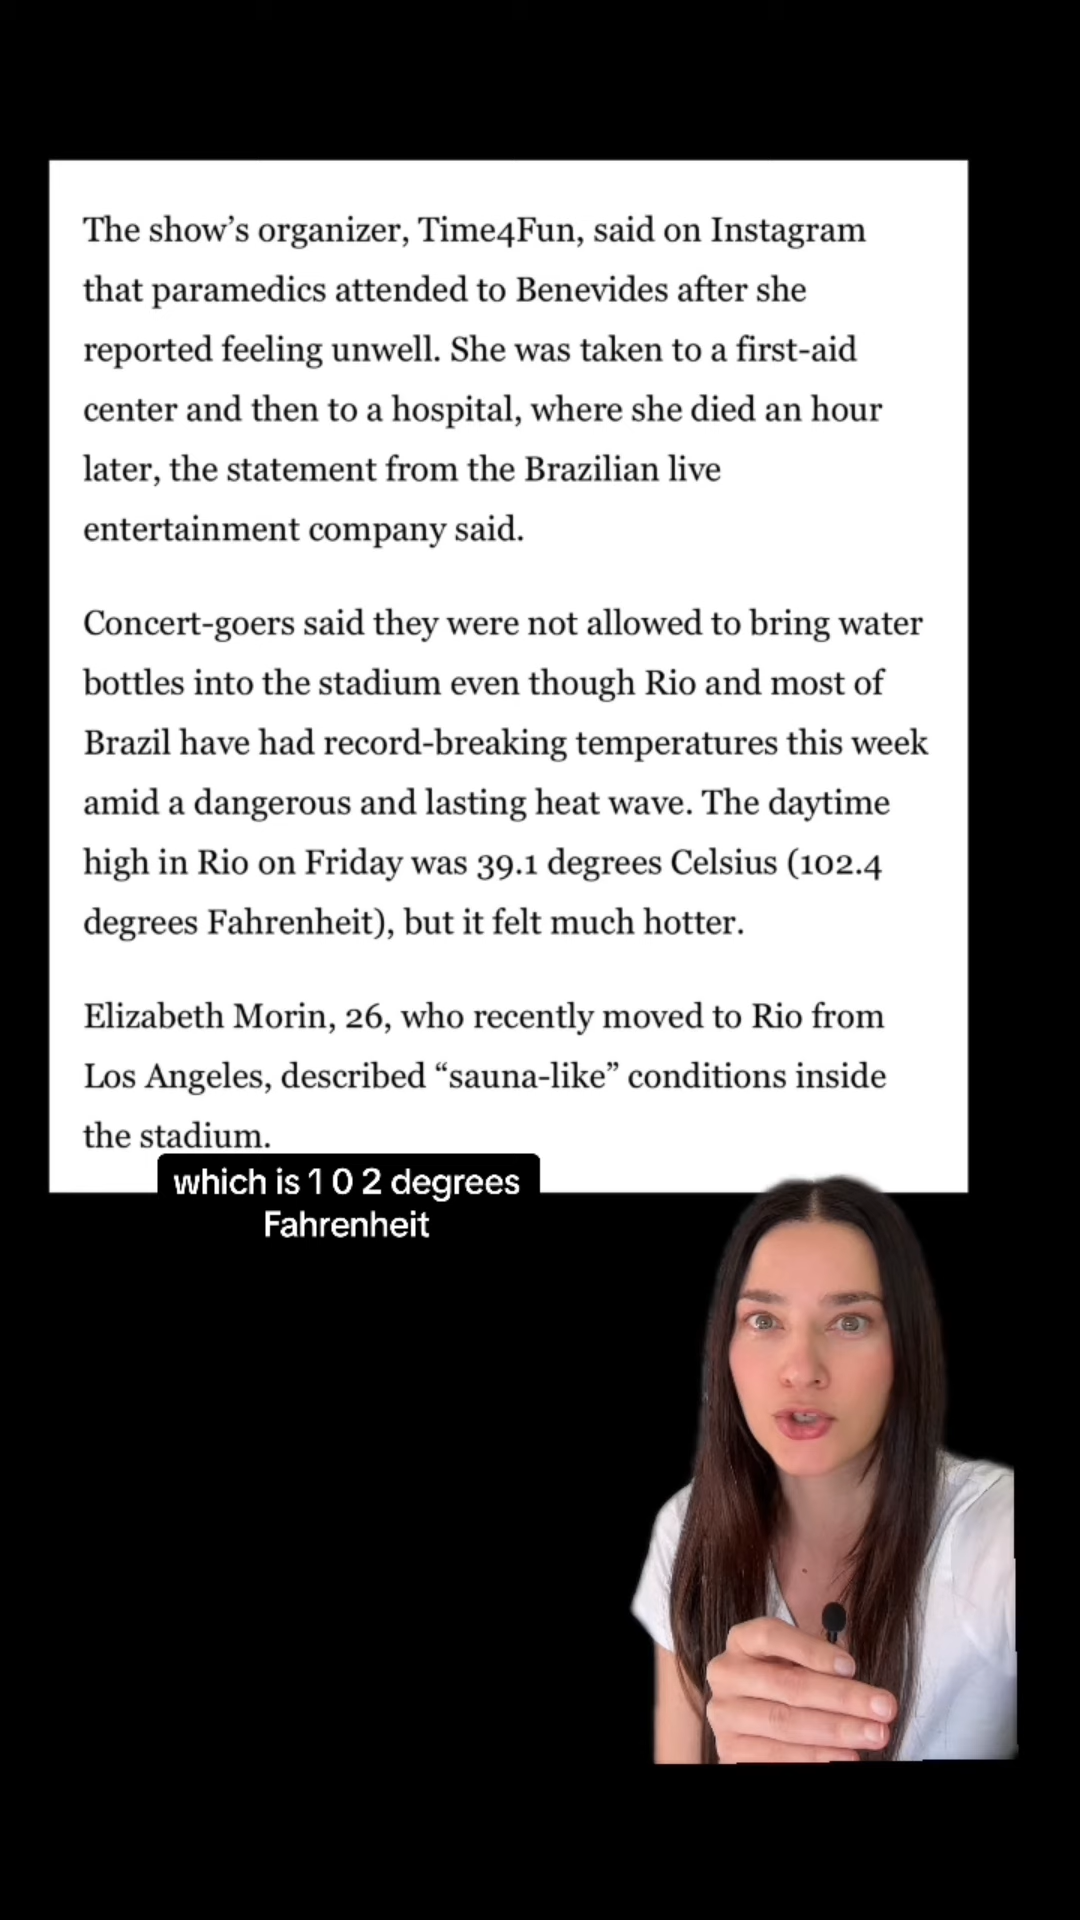 The show’s organizer, Time4Fun, said on Instagram
that paramedics attended to Benevides after she
reported feeling unwell. She was taken to a first-aid
center and then to a hospital, where she died an hour
later, the statement from the Brazilian live
entertainment company said.
Concert-goers said they were not allowed to bring water
bottles into the stadium even though Rio and most of
Brazil have had record-breaking temperatures this week
amid a dangerous and lasting heat wave. The daytime
high in Rio on Friday was 39.1 degrees Celsius (102.4
degrees Fahrenheit), but it felt much hotter.
Elizabeth Morin, 26, who recently moved to Rio from
Los Angeles, described “sauna-like” conditions inside
the stadium.
which is 1 0 2 degrees
Fahrenheit